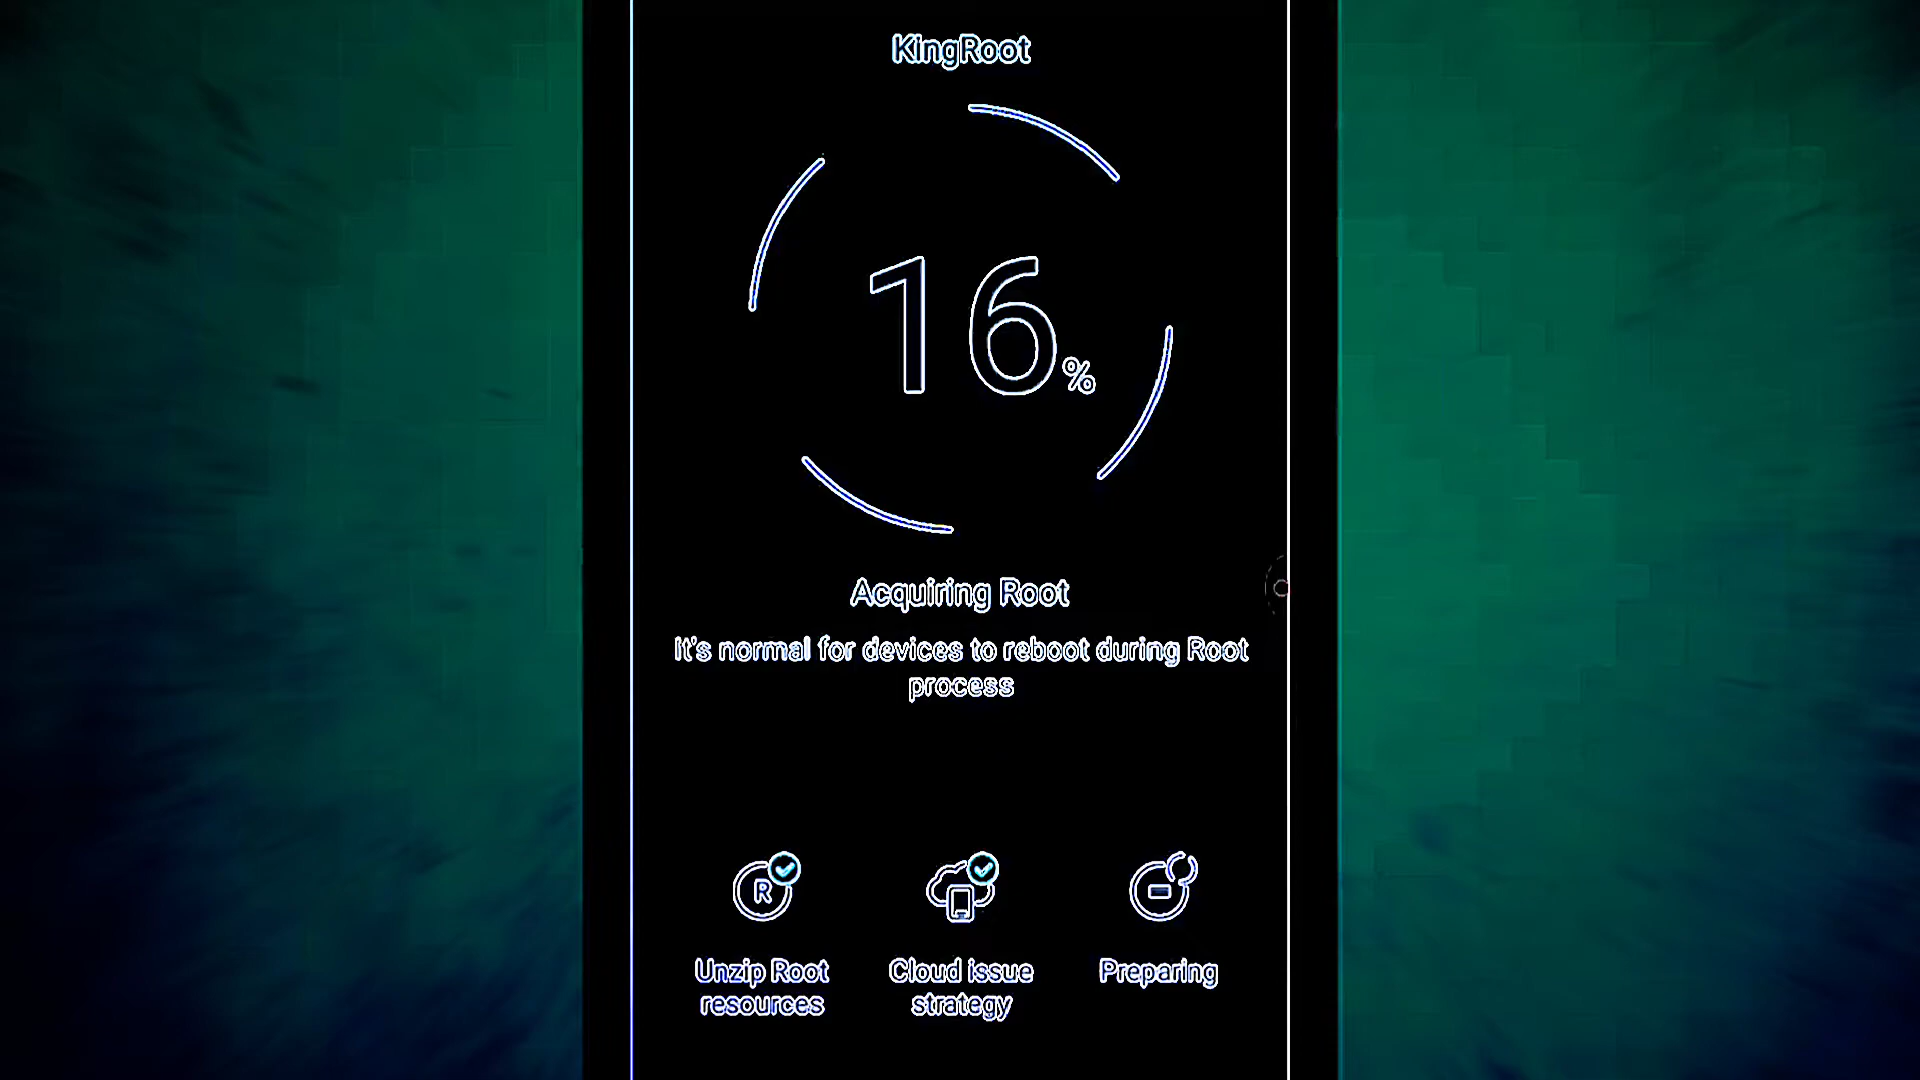 KingRoot
16%
Acquiring Root
It's normal for devices to reboot during Root
process
Unzip Root
resources
Cloud issue
strategy
Preparing